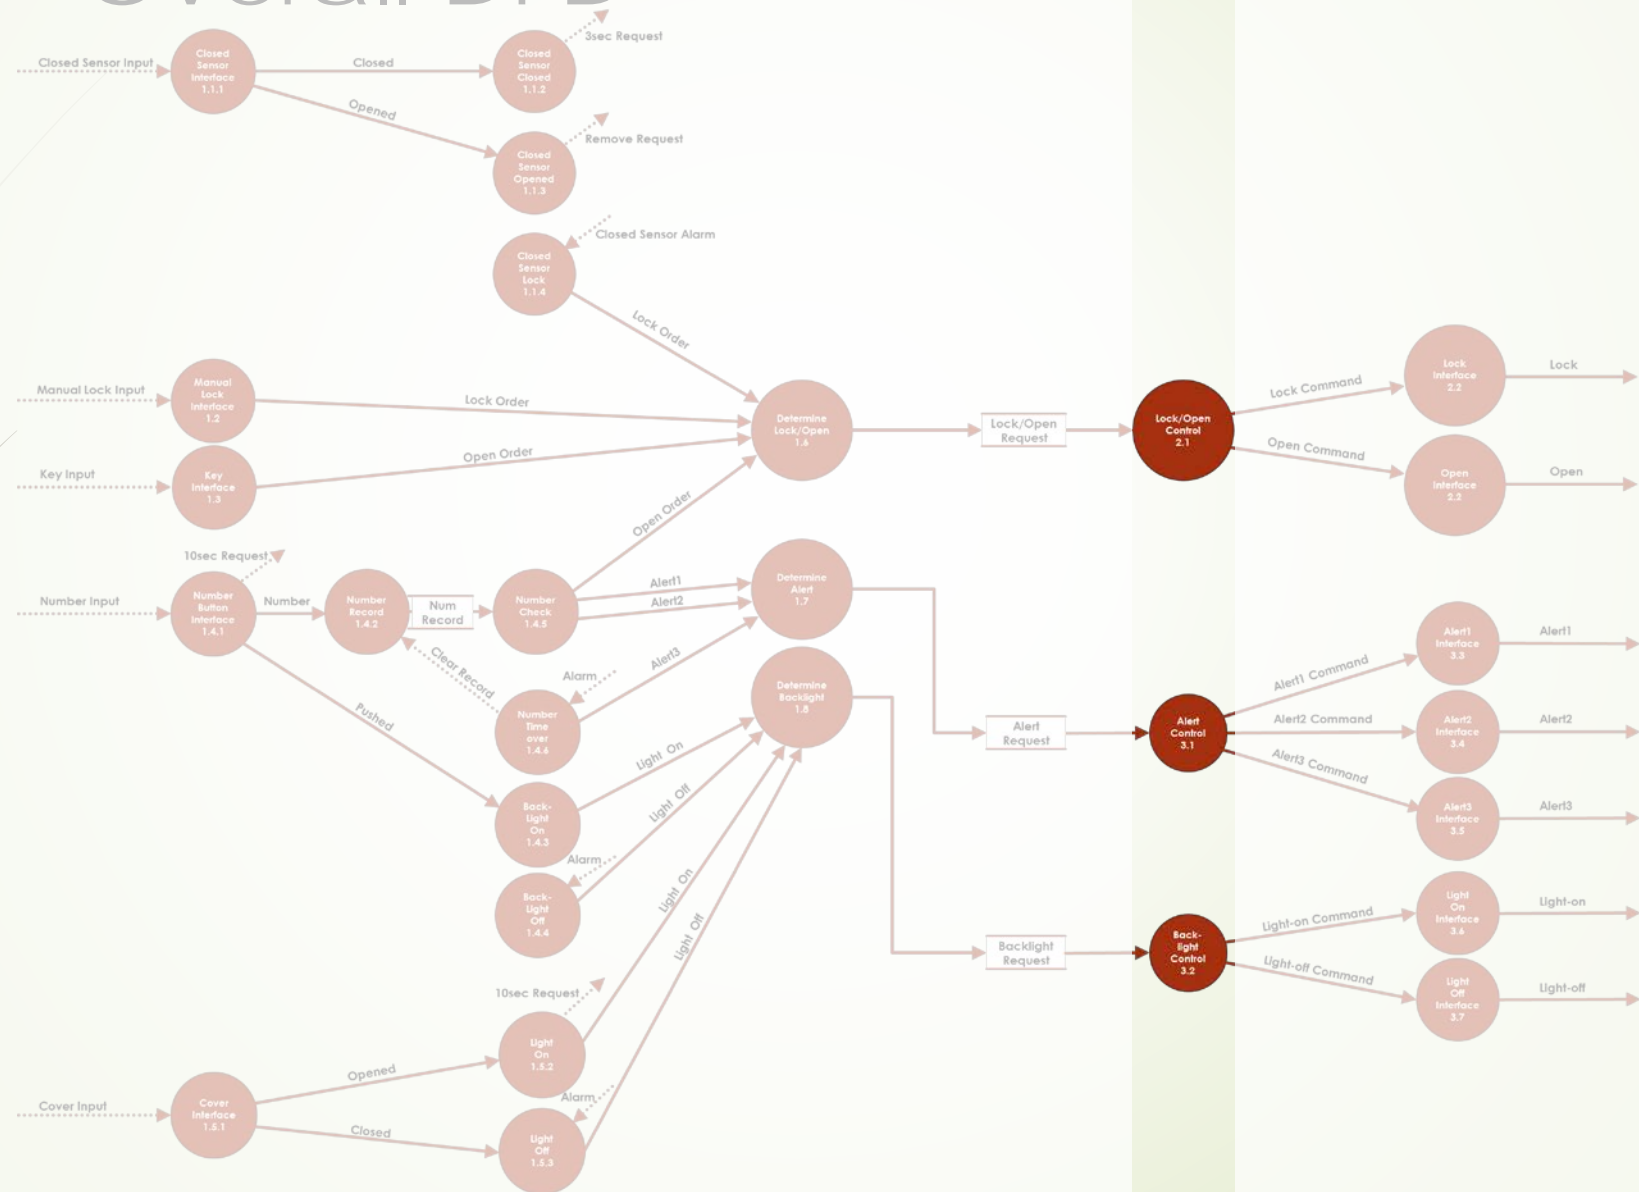 Overall DFD
3sec Request
Closed Sensor Input
Closed
Sensor
Interface
1.1.1
Closed
Closed
Sensor
Closed
1.1.2
Opened
Remove Request
Closed
Sensor
Opened
1.1.3
Closed Sensor Alarm
Closed
Sensor
Lock
1.1.4
Lock Order
Manual Lock Input
Manual
Lock
Interface
1.2
Lock Order
Determine
Lock/Open
1.6
Lock/Open
Request
Lock/Open
Control
2.1
Lock Command
Lock
Interface
2.2
Lock
Open Command
Open
Interface
2.2
Open
Key Input
Key
Interface
1.3
Open Order
Open Order
10sec Request
Number Input
Number
Button
Interface
1.4.1
Number
Number
Record
1.4.2
Num
Record
Number
Check
1.4.5
Alert1
Alert2
Determine
Alert
1.7
Clear Record
Alarm
Alert3
Number
Time
over
1.4.6
Pushed
Determine
Backlight
1.8
Alert
Request
Alert
Control
3.1
Alert1 Command
Alert1
Interface
3.3
Alert1
Alert2 Command
Alert2
Interface
3.4
Alert2
Alert3 Command
Alert3
Interface
3.5
Alert3
Light On
Back-
Light
On
1.4.3
Light Off
Alarm
Back-
Light
Off
1.4.4
Light On
Light Off
Backlight
Request
Back-
light
Control
3.2
Light-on Command
Light
On
Interface
3.6
Light-on
Light-off Command
Light
Off
Interface
3.7
Light-off
10sec Request
Light
On
1.5.2
Opened
Cover Input
Cover
Interface
1.5.1
Closed
Alarm
Light
Off
1.5.3